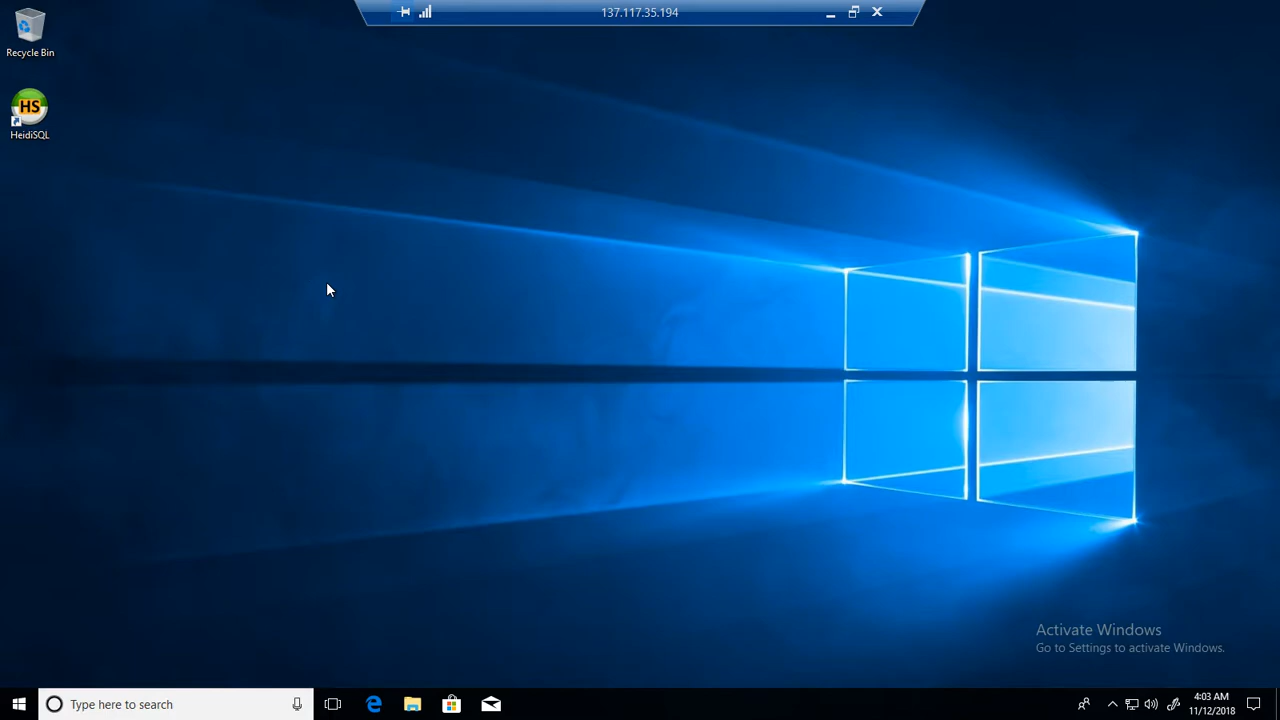 137.117.35.194
Recycle Bin
HS
HeidiSQL
Activate Windows
Go to Settings to activate Windows.
Type here to search
4:03 AM
11/12/2018